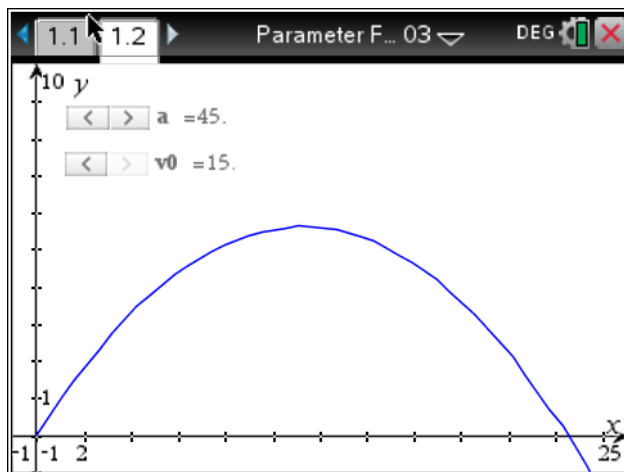 1.1 1.2 Parameter F... 03 DEG
10 y
a =45.
v0 =15.
1
x
-1 -1 2 25